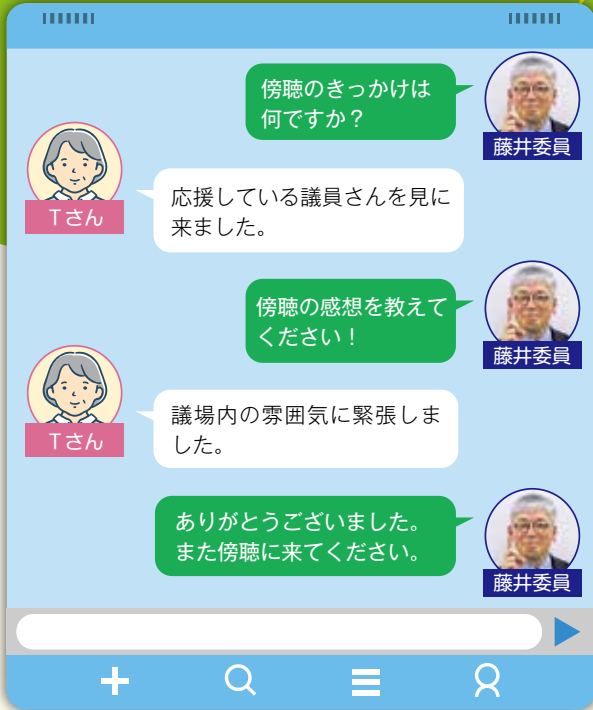 傍聴のきっかけは
何ですか？
藤井委員
Tさん
応援している議員さんを見に
来ました。
傍聴の感想を教えて
ください！
藤井委員
Tさん
議場内の雰囲気に緊張しま
した。
ありがとうございました。
また傍聴に来てください。
藤井委員